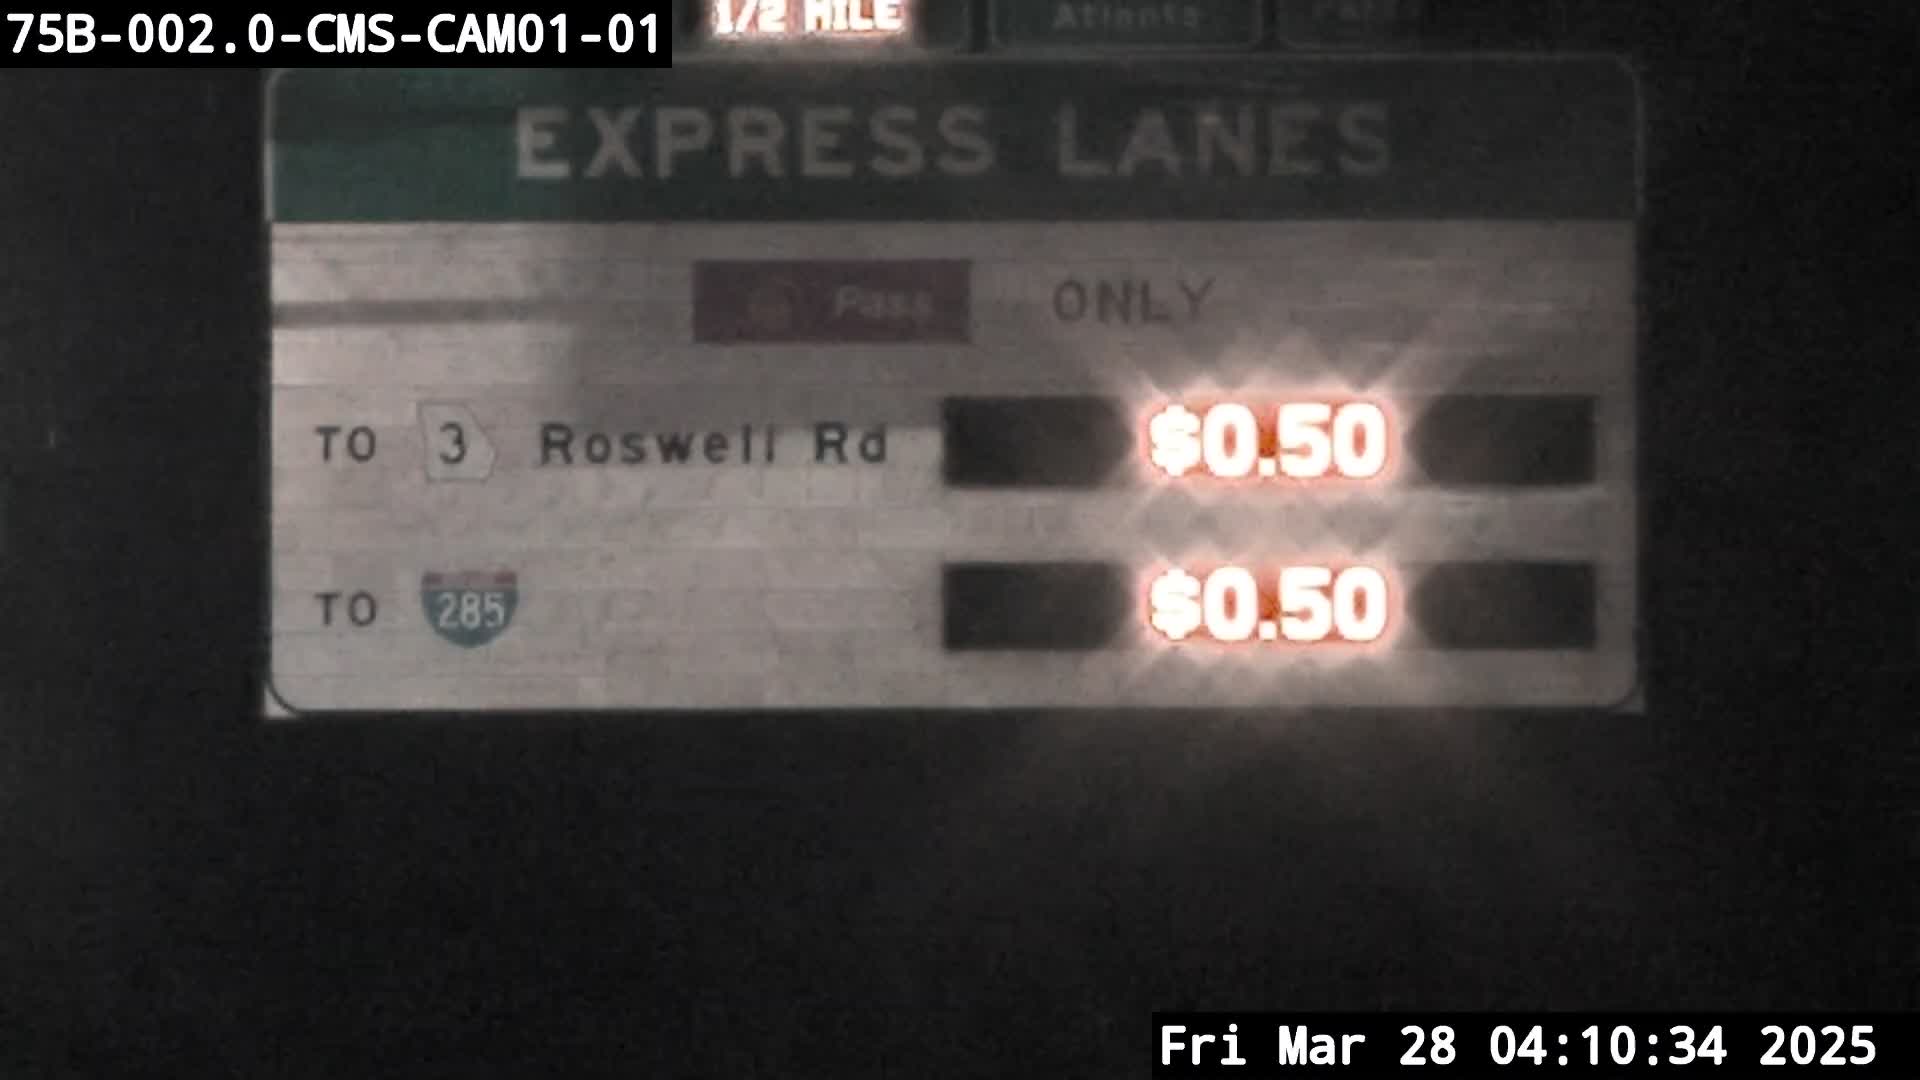 75B-002.0-CMS-CAM01-01
1/2 MILE
Atlanta
EXPRESS LANES
Pass ONLY
TO 3 Roswell Rd $0.50
TO 285 $0.50
Fri Mar 28 04:10:34 2025